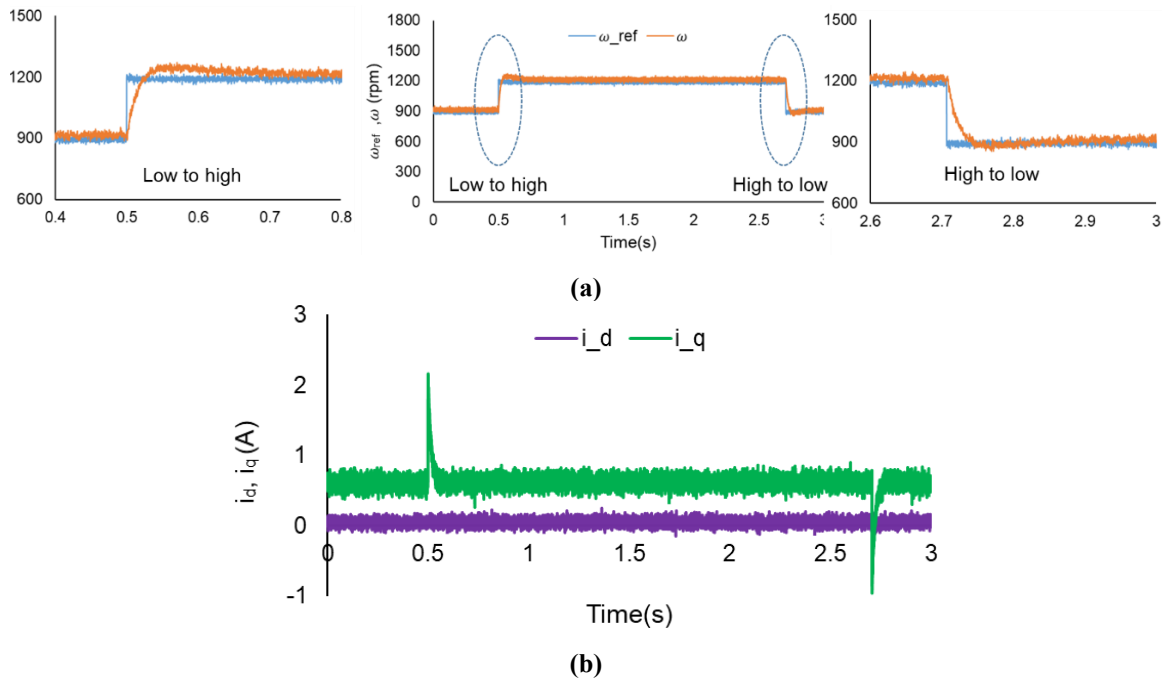 1500
1200
900
600
0.4 0.5 0.6 0.7 0.8
Low to high
1800
1500
1200
900
600
300
0
ω_ref ω
ω_ref ,ω (rpm)
Low to high
High to low
0 0.5 1 1.5 2 2.5 3
Time(s)
1500
1200
900
600
2.6 2.7 2.8 2.9 3
High to low
(a)
3
2
1
0
-1
i_d i_q
i_d, i_q (A)
0 0.5 1 1.5 2 2.5 3
Time(s)
(b)